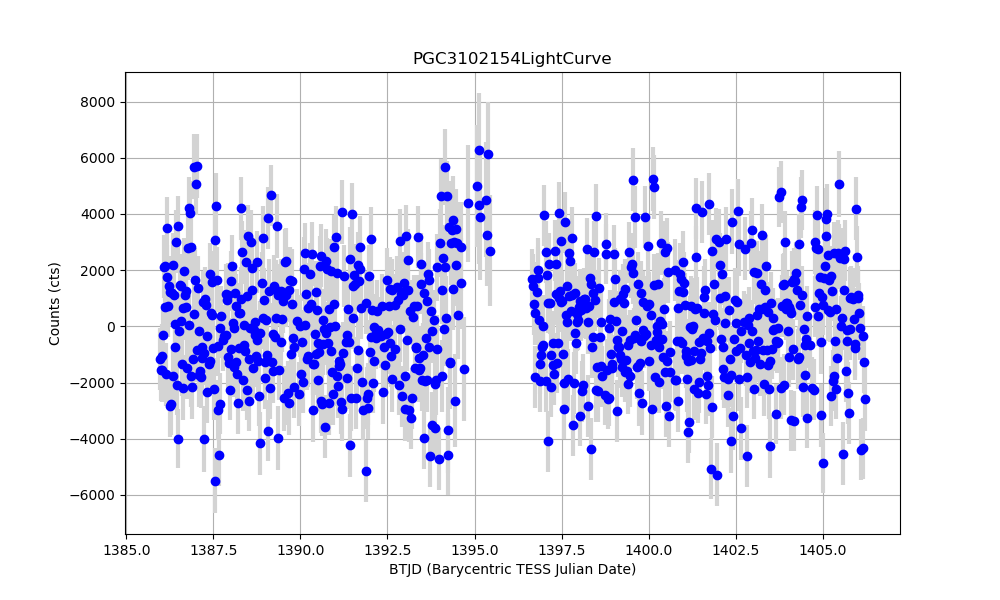 PGC3102154LightCurve
Counts (cts)
8000
6000
4000
2000
0
−2000
−4000
−6000
1385.0 1387.5 1390.0 1392.5 1395.0 1397.5 1400.0 1402.5 1405.0
BTJD (Barycentric TESS Julian Date)